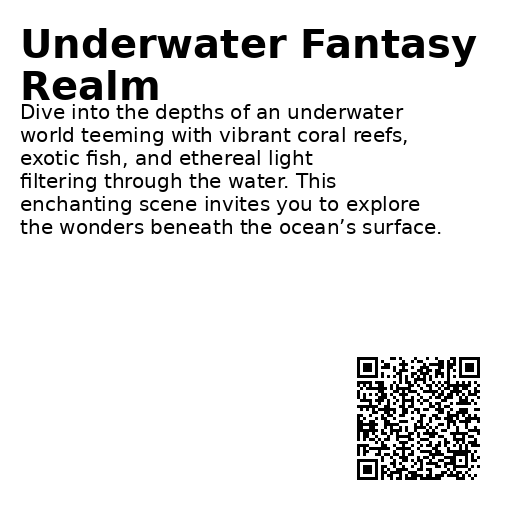 Underwater Fantasy
Realm
Dive into the depths of an underwater
world teeming with vibrant coral reefs,
exotic fish, and ethereal light
filtering through the water. This
enchanting scene invites you to explore
the wonders beneath the ocean’s surface.